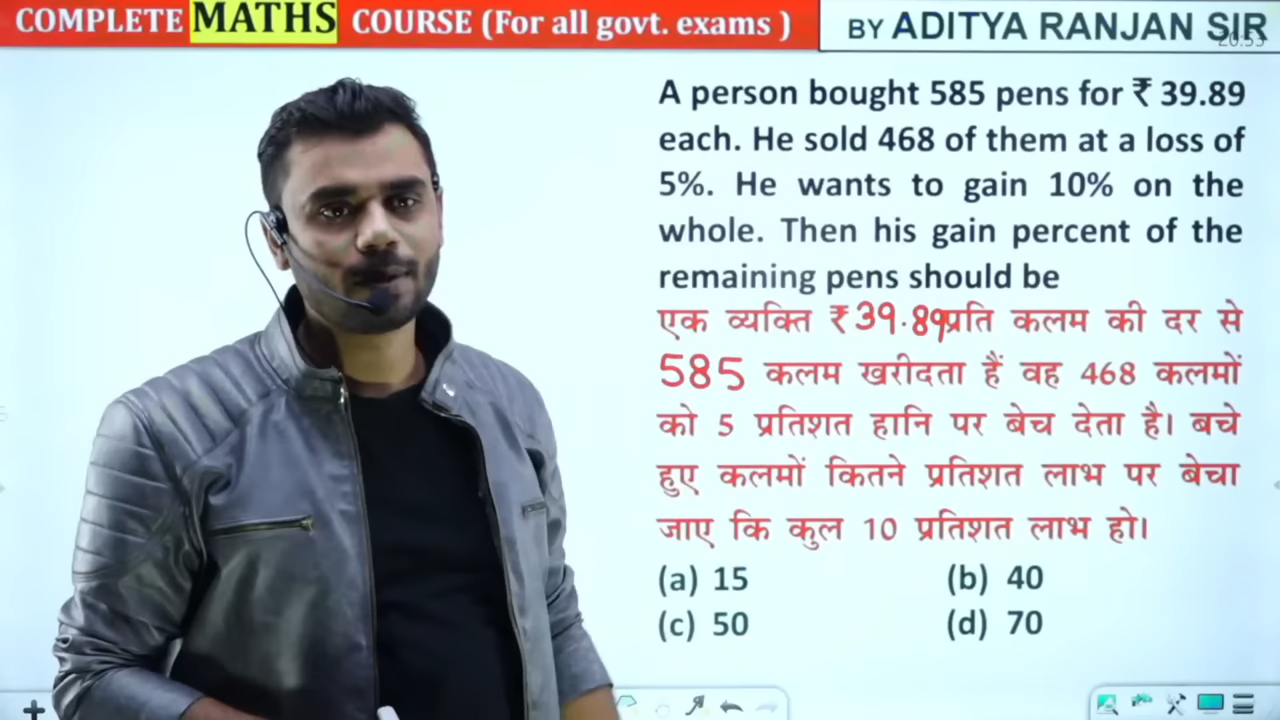 COMPLETE MATHS COURSE (For all govt. exams )
BY ADITYA RANJAN SIR
20:53
A person bought 585 pens for ₹ 39.89
each. He sold 468 of them at a loss of
5%. He wants to gain 10% on the
whole. Then his gain percent of the
remaining pens should be
एक व्यक्ति ₹39.89प्रति कलम की दर से
585 कलम खरीदता हैं वह 468 कलमों
को 5 प्रतिशत हानि पर बेच देता है। बचे
हुए कलमों कितने प्रतिशत लाभ पर बेचा
जाए कि कुल 10 प्रतिशत लाभ हो।
(a) 15 (b) 40
(c) 50 (d) 70